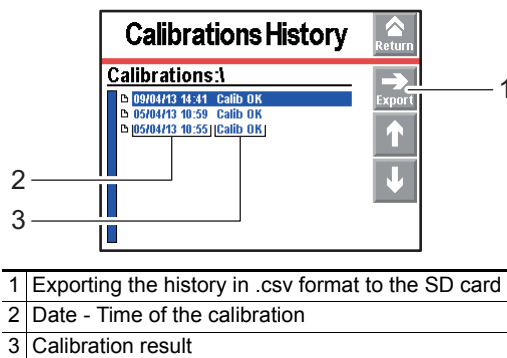 Calibrations History
Return
Calibrations:\
Export
1
09/04/13 14:41 Calib OK
05/04/13 10:59 Calib OK
05/04/13 10:55 Calib OK
2
3
1 Exporting the history in .csv format to the SD card
2 Date - Time of the calibration
3 Calibration result